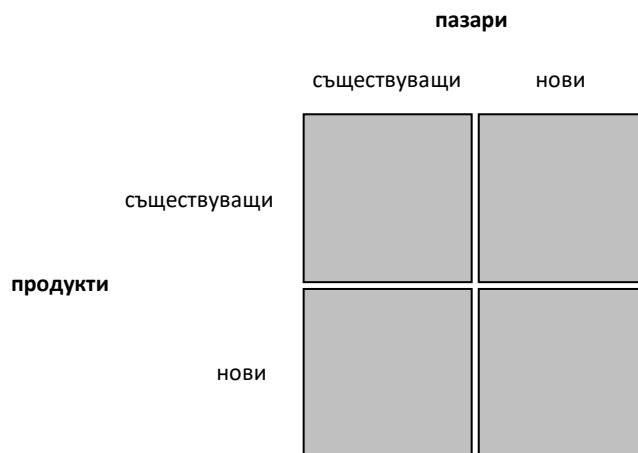 пазари
съществуващи нови
съществуващи
продукти
нови